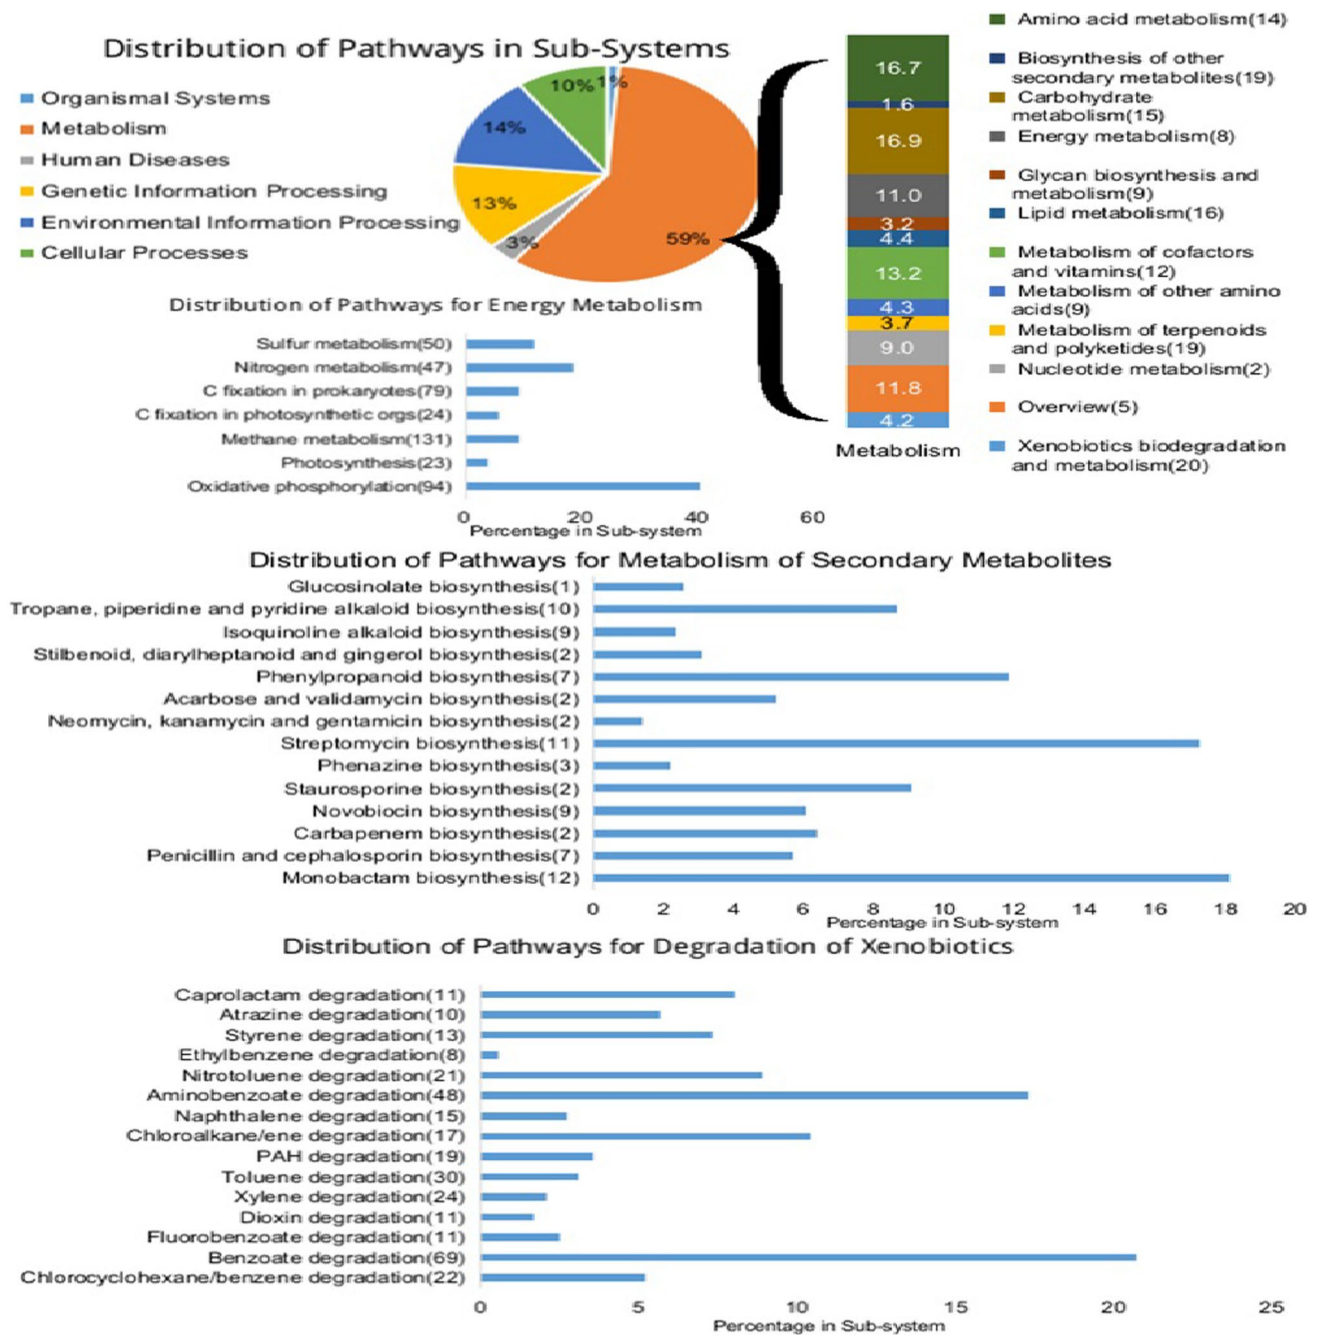 Distribution of Pathways in Sub-Systems
Organismal Systems
Metabolism
Human Diseases
Genetic Information Processing
Environmental Information Processing
Cellular Processes
10%
1%
14%
13%
3%
59%
16.7
1.6
16.9
11.0
3.2
4.4
13.2
4.3
3.7
9.0
11.8
4.2
Metabolism
Amino acid metabolism(14)
Biosynthesis of other
secondary metabolites(19)
Carbohydrate
metabolism(15)
Energy metabolism(8)
Glycan biosynthesis and
metabolism(9)
Lipid metabolism(16)
Metabolism of cofactors
and vitamins(12)
Metabolism of other amino
acids(9)
Metabolism of terpenoids
and polyketides(19)
Nucleotide metabolism(2)
Overview(5)
Xenobiotics biodegradation
and metabolism(20)
Distribution of Pathways for Energy Metabolism
Sulfur metabolism(50)
Nitrogen metabolism(47)
C fixation in prokaryotes(79)
C fixation in photosynthetic orgs(24)
Methane metabolism(131)
Photosynthesis(23)
Oxidative phosphorylation(94)
0 20 40 60
Percentage in Sub-system
Distribution of Pathways for Metabolism of Secondary Metabolites
Glucosinolate biosynthesis(1)
Tropane, piperidine and pyridine alkaloid biosynthesis(10)
Isoquinoline alkaloid biosynthesis(9)
Stilbenoid, diarylheptanoid and gingerol biosynthesis(2)
Phenylpropanoid biosynthesis(7)
Acarbose and validamycin biosynthesis(2)
Neomycin, kanamycin and gentamicin biosynthesis(2)
Streptomycin biosynthesis(11)
Phenazine biosynthesis(3)
Staurosporine biosynthesis(2)
Novobiocin biosynthesis(9)
Carbapenem biosynthesis(2)
Penicillin and cephalosporin biosynthesis(7)
Monobactam biosynthesis(12)
0 2 4 6 8 10 12 14 16 18 20
Percentage in Sub-system
Distribution of Pathways for Degradation of Xenobiotics
Caprolactam degradation(11)
Atrazine degradation(10)
Styrene degradation(13)
Ethylbenzene degradation(8)
Nitrotoluene degradation(21)
Aminobenzoate degradation(48)
Naphthalene degradation(15)
Chloroalkane/ene degradation(17)
PAH degradation(19)
Toluene degradation(30)
Xylene degradation(24)
Dioxin degradation(11)
Fluorobenzoate degradation(11)
Benzoate degradation(69)
Chlorocyclohexane/benzene degradation(22)
0 5 10 15 20 25
Percentage in Sub-system